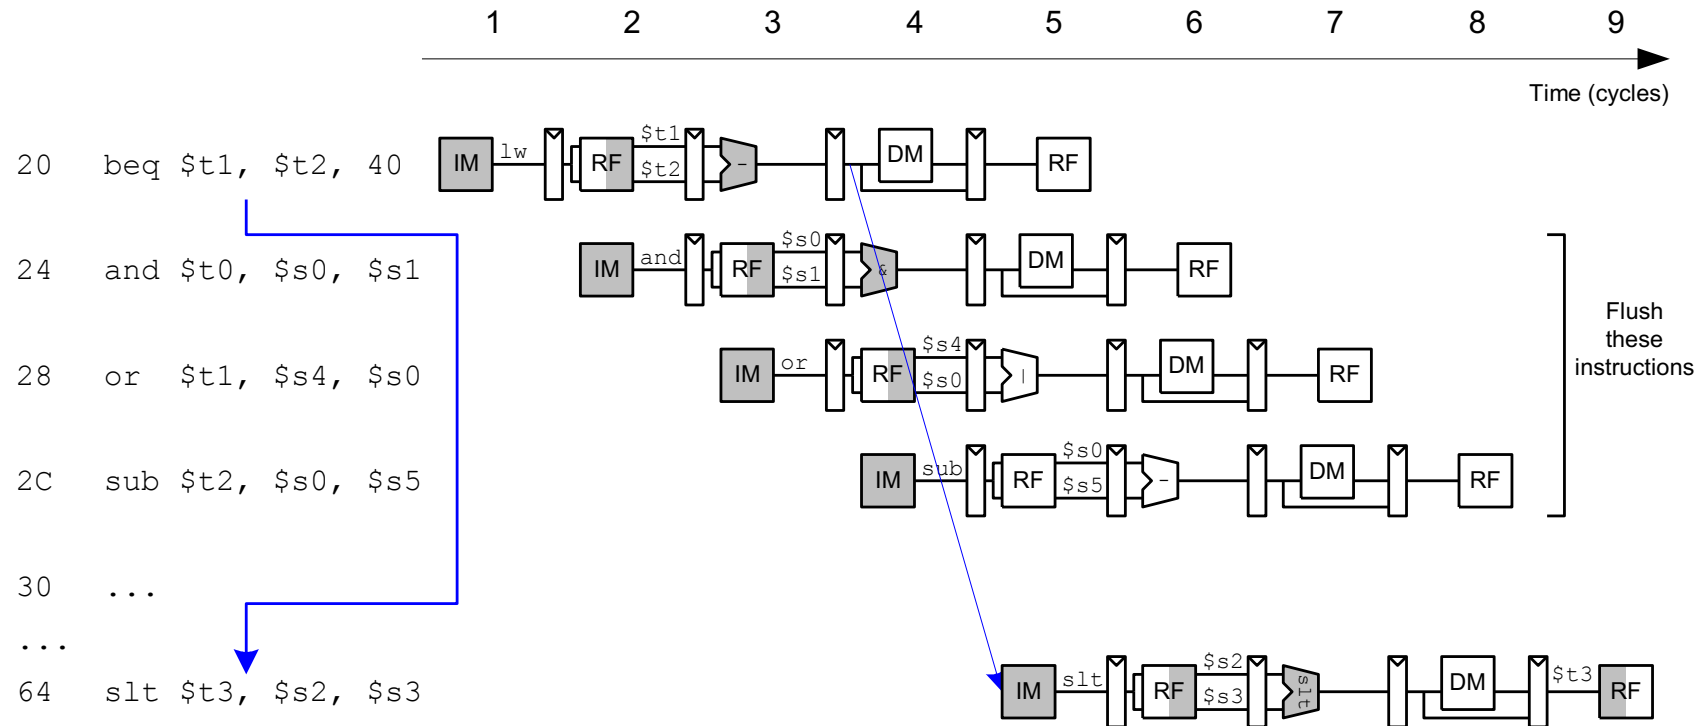 1 2 3 4 5 6 7 8 9
Time (cycles)
20 beq $t1, $t2, 40 IM lw RF $t1 $t2 - DM RF
24 and $t0, $s0, $s1 IM and RF $s0 $s1 & DM RF
28 or $t1, $s4, $s0 IM or RF $s4 $s0 | DM RF
2C sub $t2, $s0, $s5 IM sub RF $s0 $s5 - DM RF
Flush
these
instructions
30 ...
...
64 slt $t3, $s2, $s3 IM slt RF $s2 $s3 slt DM $t3 RF